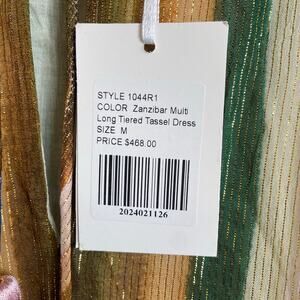 STYLE 1044R1
COLOR Zanzibar Multi
Long Tiered Tassel Dress
SIZE M
PRICE $468.00
2024021126